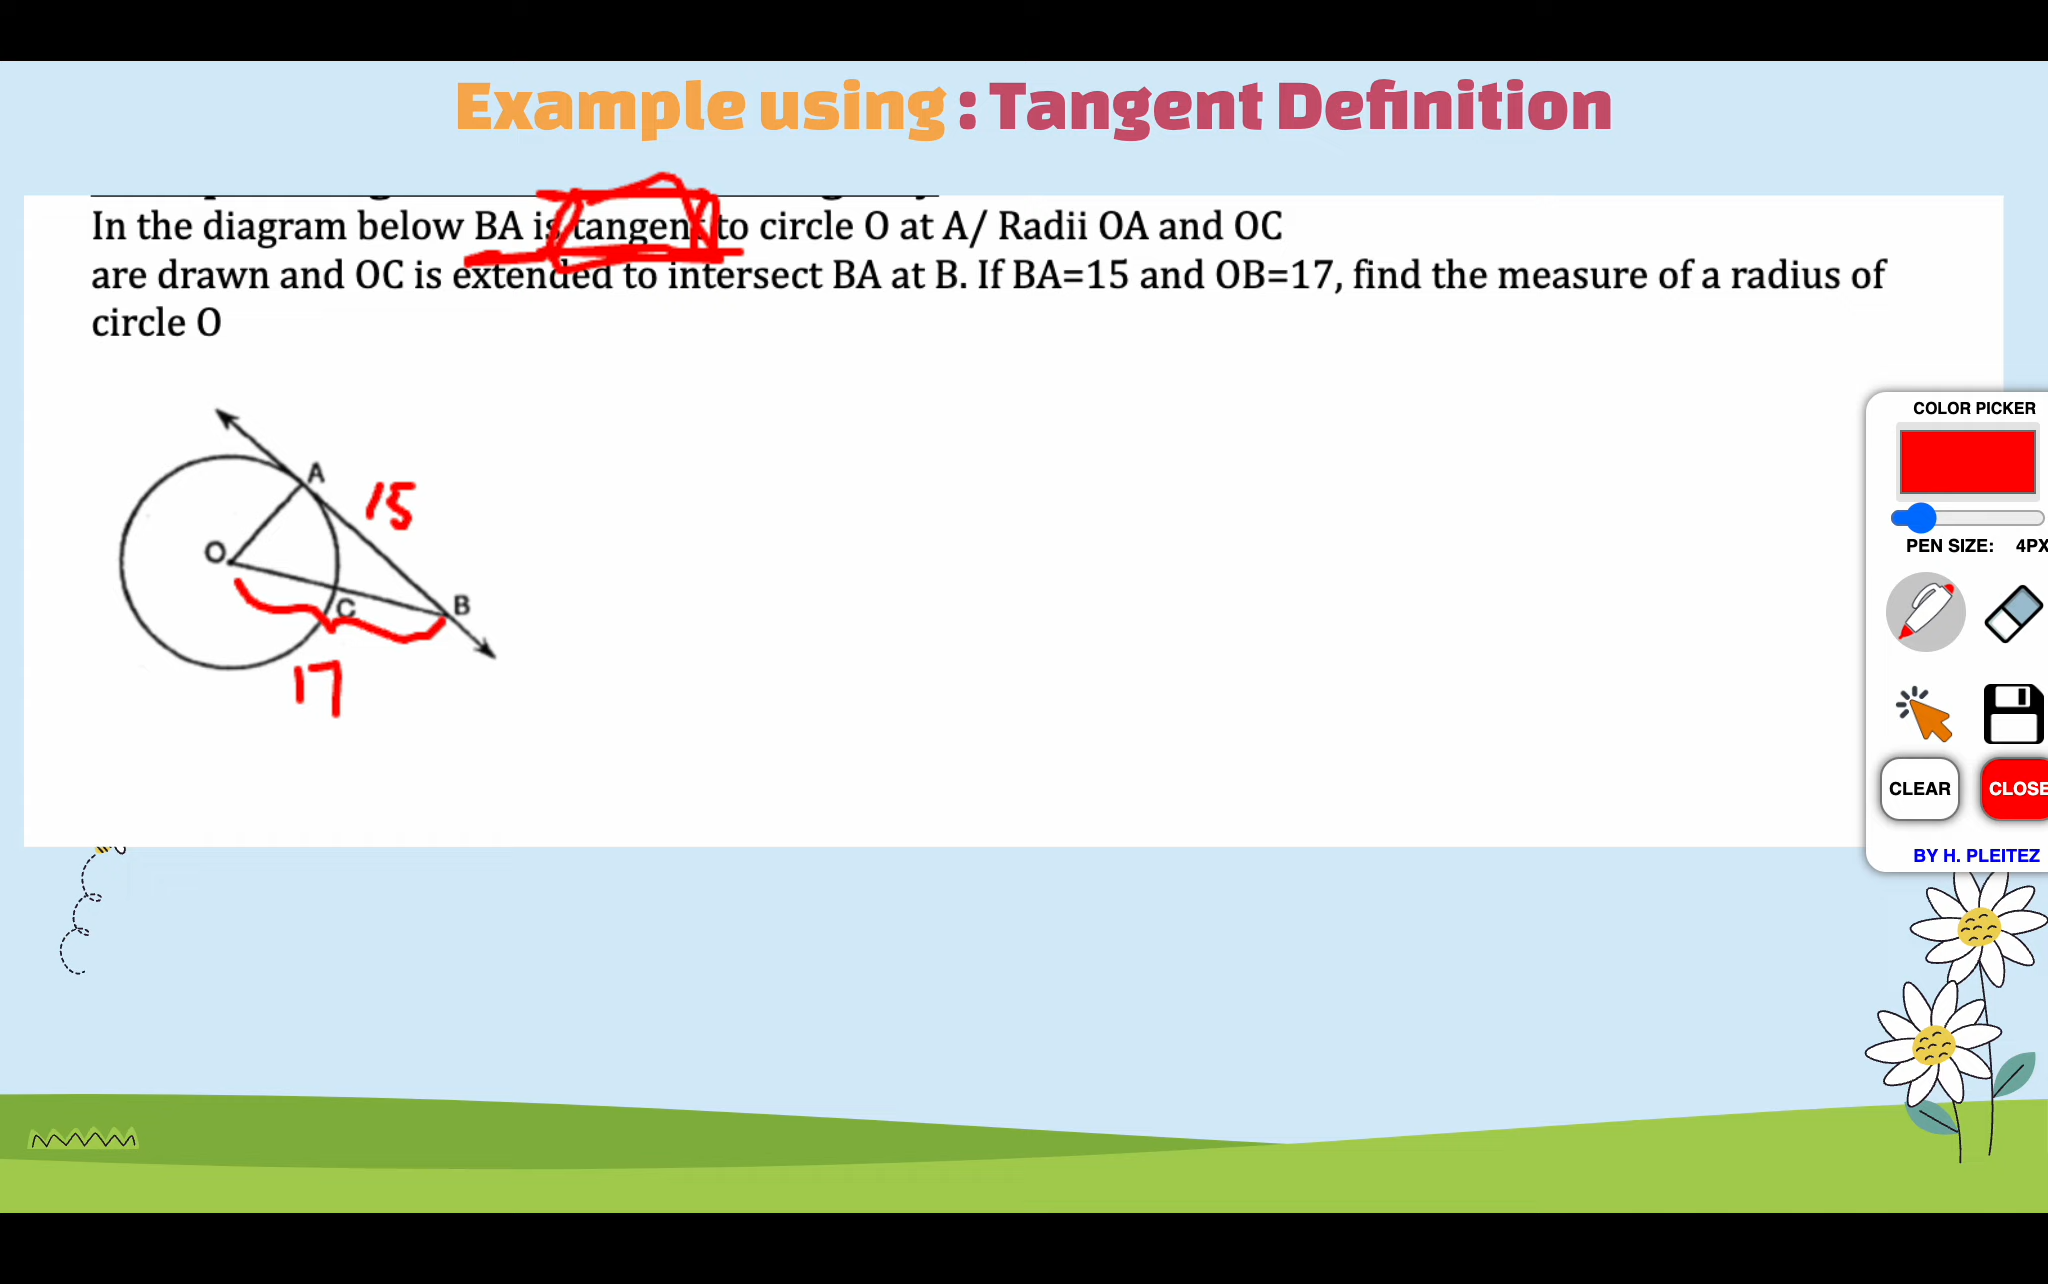 Example using : Tangent Definition
In the diagram below BA is tangent to circle O at A/ Radii OA and OC
are drawn and OC is extended to intersect BA at B. If BA=15 and OB=17, find the measure of a radius of
circle O
A
15
O
C
B
17
COLOR PICKER
PEN SIZE: 4PX
CLEAR
CLOSE
BY H. PLEITEZ